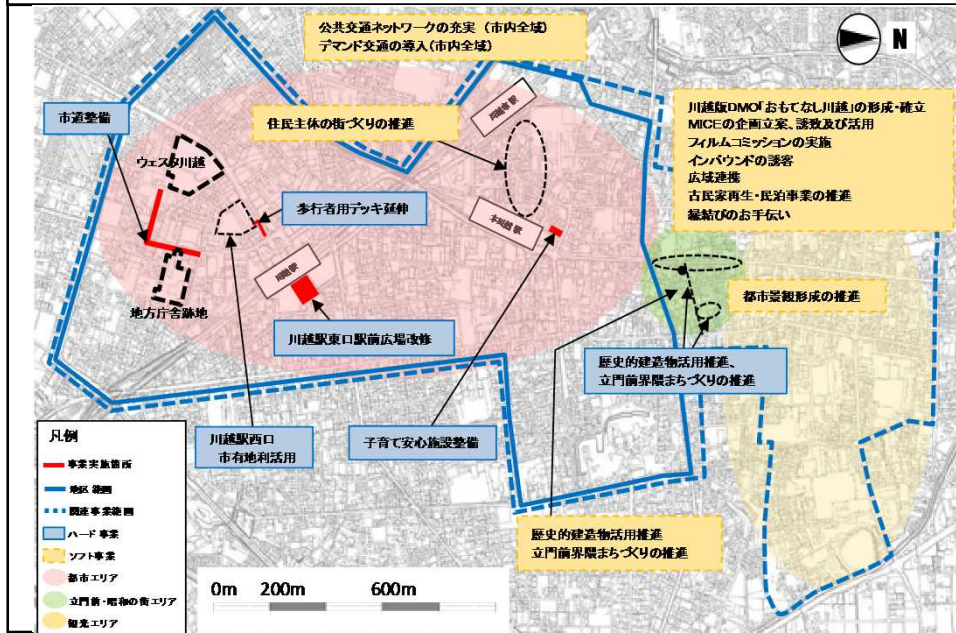 公共交通ネットワークの充実 (市内全域)
デマンド交通の導入(市内全域)
N
市道整備
住民主体の街づくりの推進
川越市駅
川越版DMO「おもてなし川越」の形成・確立
MICEの企画立案、誘致及び活用
フィルムコミッションの実施
インバウンドの誘客
広域連携
古民家再生・民泊事業の推進
縁結びのお手伝い
ウェスタ川越
歩行者用デッキ延伸
本川越駅
川越駅
地方庁舎跡地
都市景観形成の推進
川越駅東口駅前広場改修
歴史的建造物活用推進、
立門前界隈まちづくりの推進
川越駅西口
市有地利活用
子育て安心施設整備
歴史的建造物活用推進
立門前界隈まちづくりの推進
凡例
事業実施箇所
地区範囲
関連事業範囲
ハード事業
ソフト事業
都市エリア
立門前・昭和の街エリア
観光エリア
0m 200m 600m